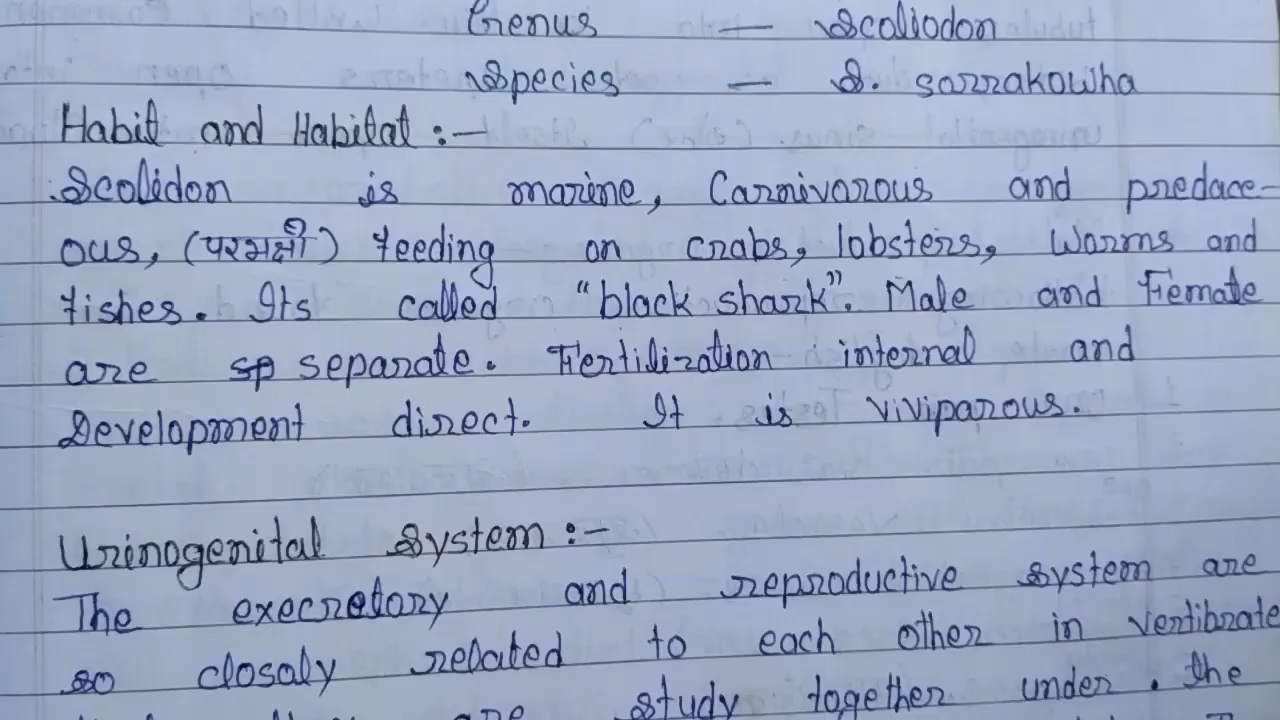 Genus — Scoliodon
Species — S. sorrakowha
Habit and Habitat :-
Scolidon is marine, Carnivorous and predace-
ous, (परभक्षी) feeding on crabs, lobsters, Worms and
fishes. Its called "black shark". Male and Female
are sp separate. Fertilization internal and
Development direct. It is viviparous.
Urinogenital System :-
The execretory and reproductive system are
so closaly related to each other in vertibrate
are study together under . the